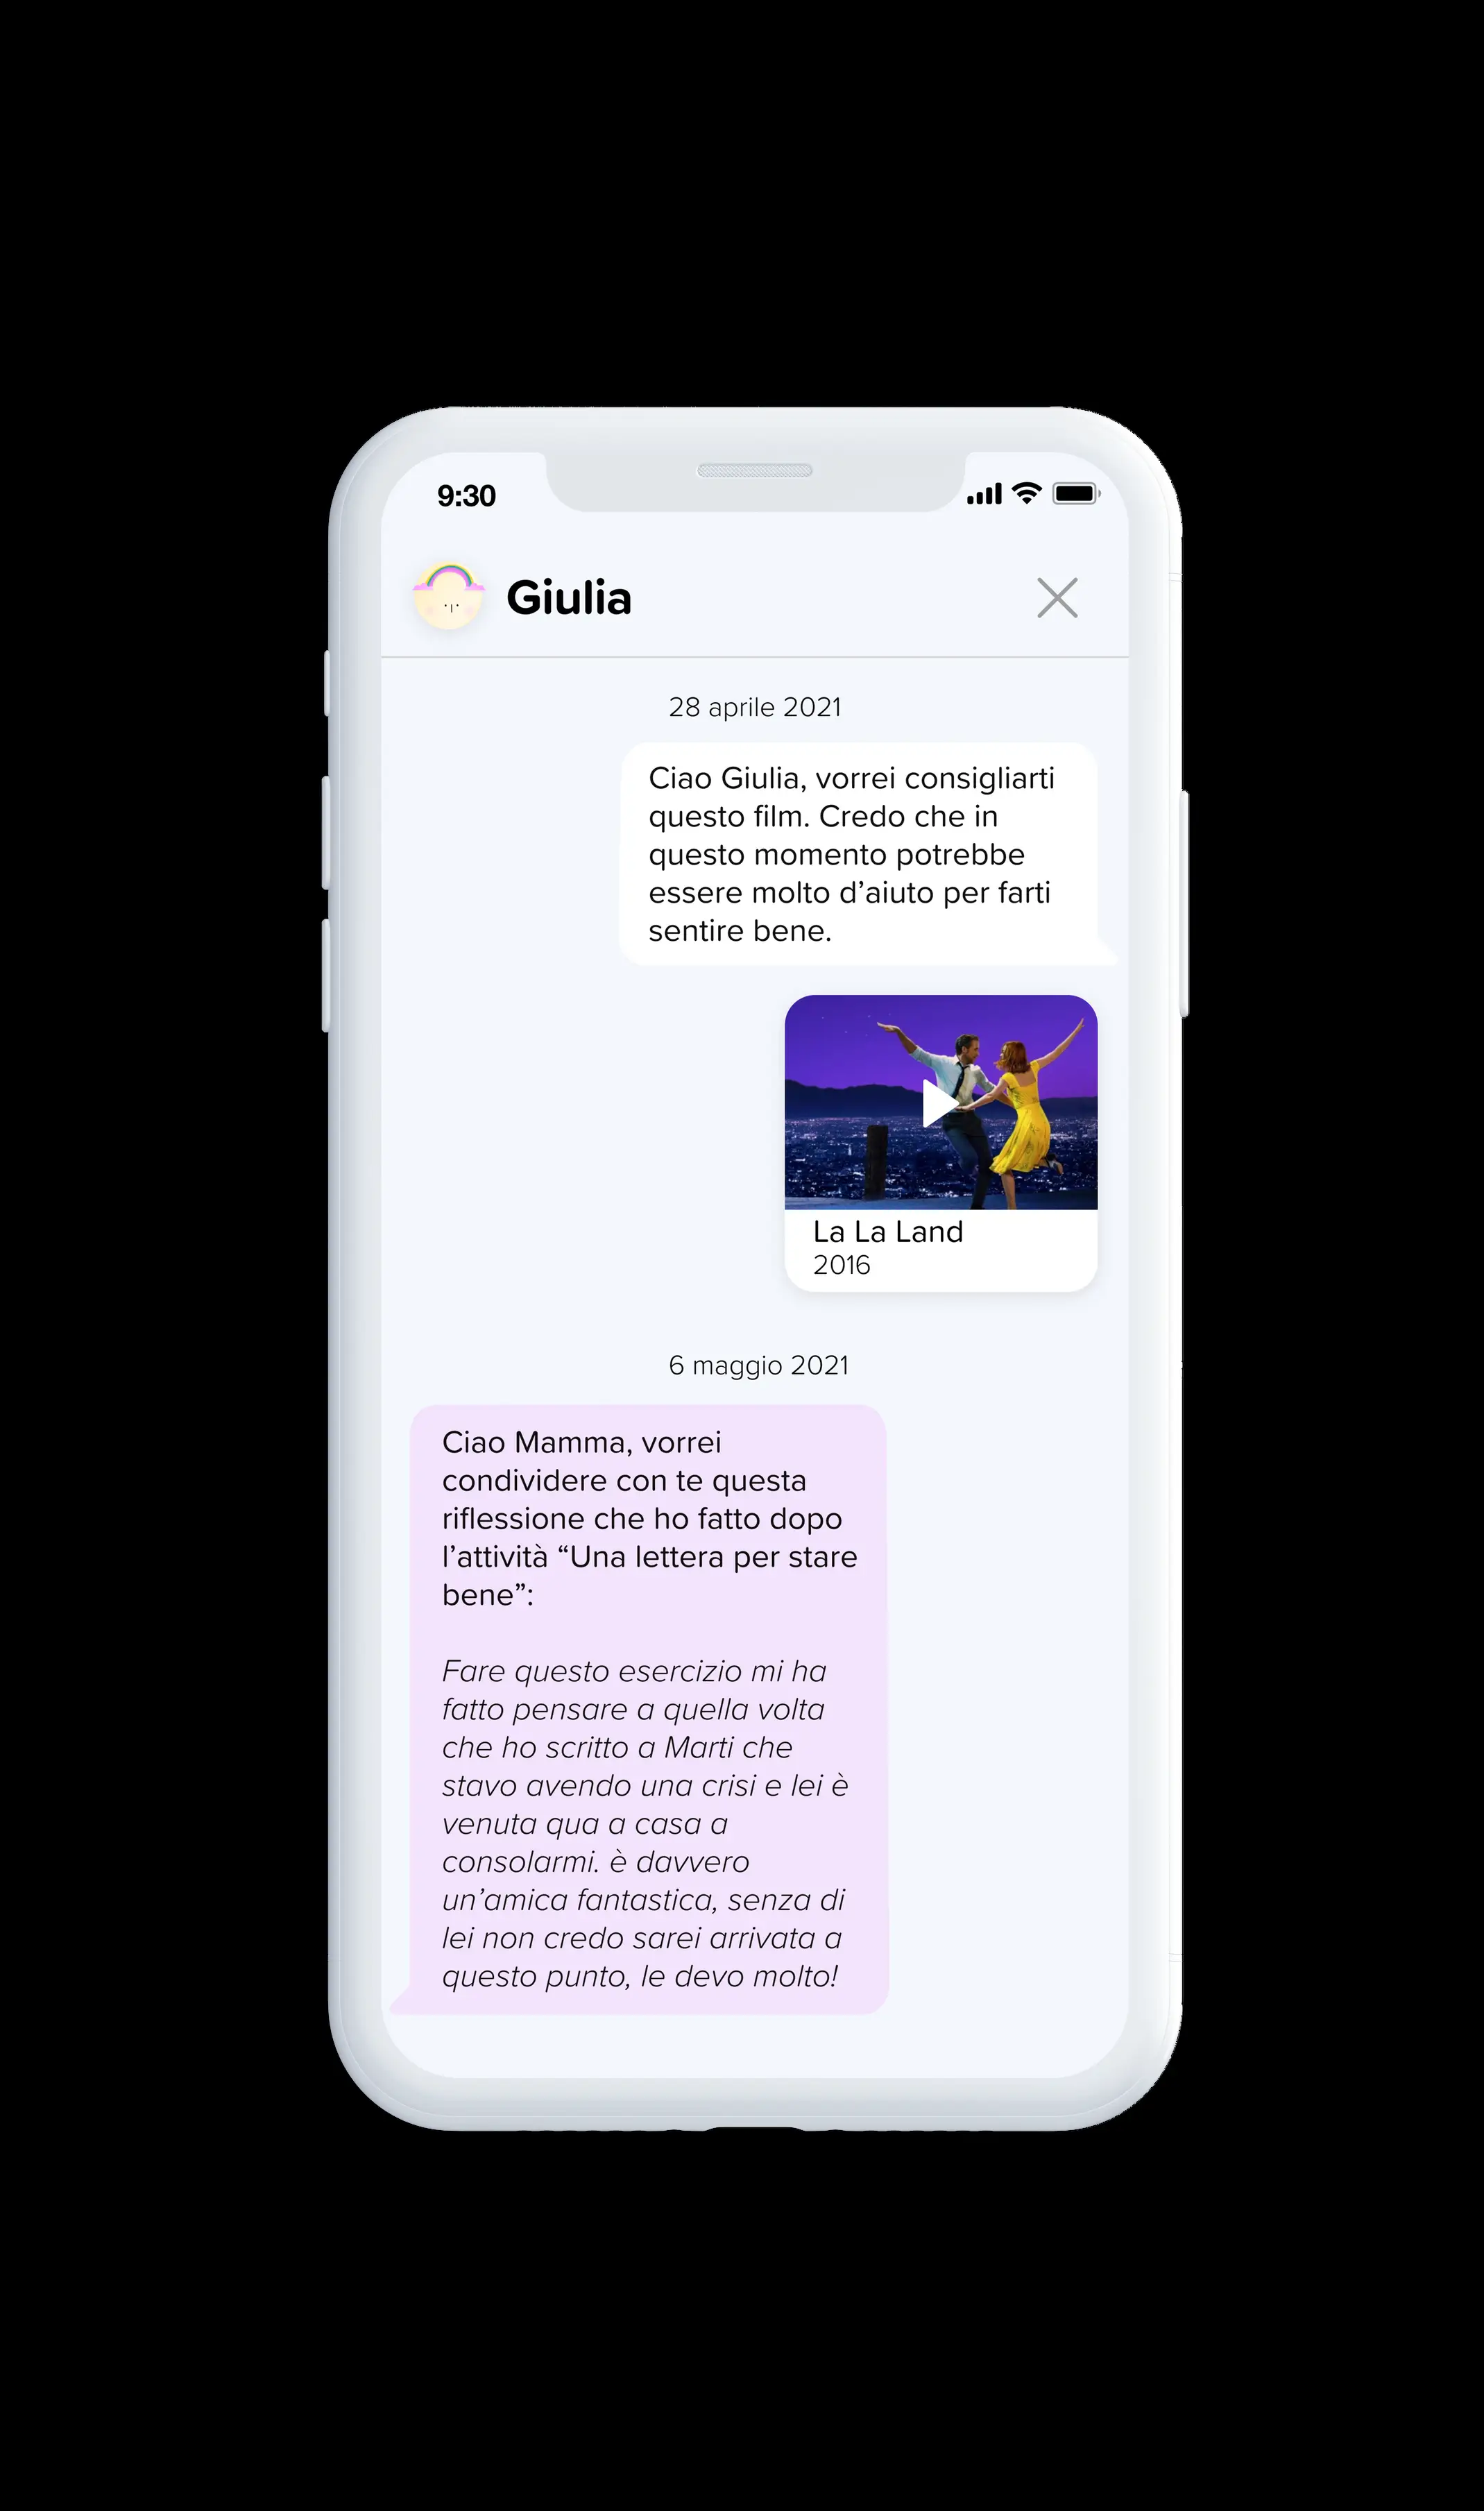 9:30
Giulia
28 aprile 2021
Ciao Giulia, vorrei consigliarti
questo film. Credo che in
questo momento potrebbe
essere molto d’aiuto per farti
sentire bene.
La La Land
2016
6 maggio 2021
Ciao Mamma, vorrei
condividere con te questa
riflessione che ho fatto dopo
l’attività “Una lettera per stare
bene”:
Fare questo esercizio mi ha
fatto pensare a quella volta
che ho scritto a Marti che
stavo avendo una crisi e lei è
venuta qua a casa a
consolarmi. è davvero
un’amica fantastica, senza di
lei non credo sarei arrivata a
questo punto, le devo molto!